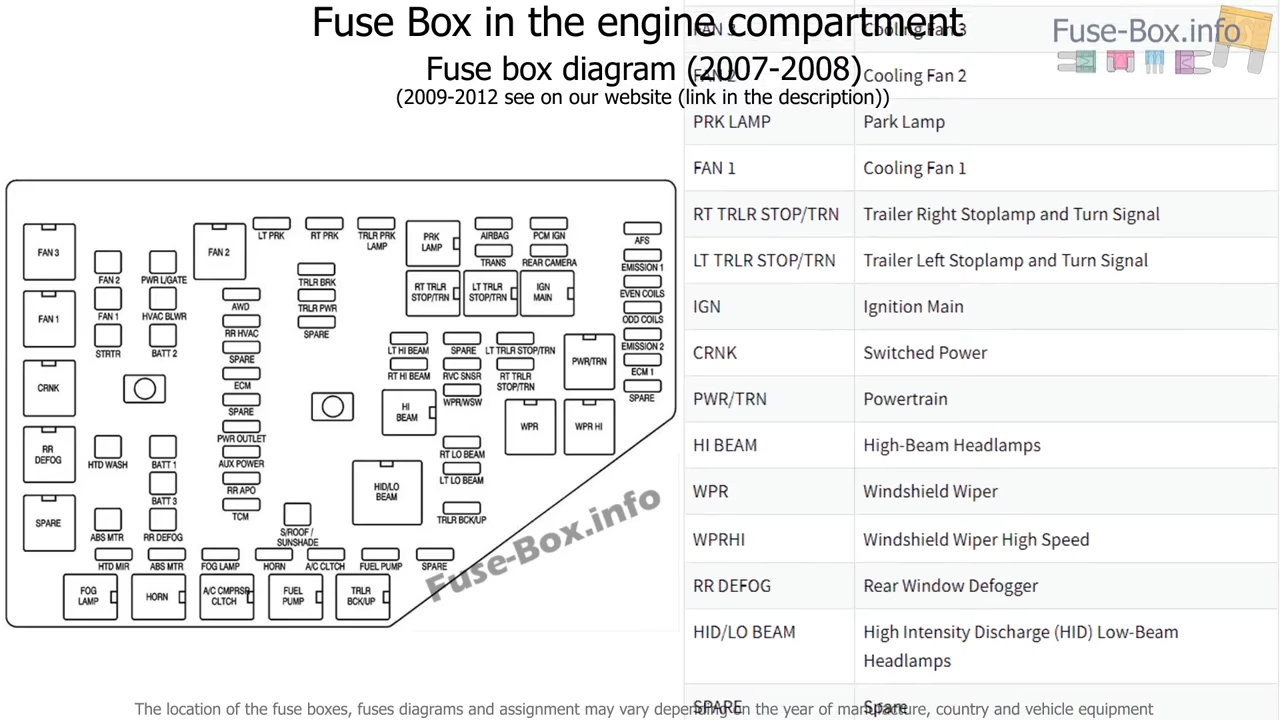 Fuse Box in the engine compartment
Fuse box diagram (2007-2008)
(2009-2012 see on our website (link in the description))
Fuse-Box.info
FAN 3 Cooling Fan 3
FAN 2 Cooling Fan 2
PRK LAMP Park Lamp
FAN 1 Cooling Fan 1
RT TRLR STOP/TRN Trailer Right Stoplamp and Turn Signal
LT TRLR STOP/TRN Trailer Left Stoplamp and Turn Signal
IGN Ignition Main
CRNK Switched Power
PWR/TRN Powertrain
HI BEAM High-Beam Headlamps
WPR Windshield Wiper
WPRHI Windshield Wiper High Speed
RR DEFOG Rear Window Defogger
HID/LO BEAM High Intensity Discharge (HID) Low-Beam
Headlamps
SPARE Spare
FAN 3
FAN 1
CRNK
RR
DEFOG
SPARE
FAN 2
FAN 1
STRTR
PWR L/GATE
HVAC BLWR
BATT 2
HTD WASH
BATT 1
BATT 3
ABS MTR
RR DEFOG
FAN 2
LT PRK
RT PRK
TRLR PRK
LAMP
PRK
LAMP
AIRBAG
PCM IGN
TRANS
REAR CAMERA
AWD
RR HVAC
SPARE
ECM
SPARE
PWR OUTLET
AUX POWER
RR APO
TCM
TRLR BRK
TRLR PWR
SPARE
RT TRLR
STOP/TRN
LT TRLR
STOP/TRN
IGN
MAIN
AFS
EMISSION 1
EVEN COILS
ODD COILS
EMISSION 2
ECM 1
SPARE
LT HI BEAM
RT HI BEAM
SPARE
RVC SNSR
WPR/WSW
LT TRLR STOP/TRN
RT TRLR
STOP/TRN
PWR/TRN
HI
BEAM
WPR
WPR HI
RT LO BEAM
LT LO BEAM
TRLR BCK/UP
HID/LO
BEAM
S/ROOF /
SUNSHADE
HTD MIR
ABS MTR
FOG LAMP
HORN
A/C CLTCH
FUEL PUMP
SPARE
FOG
LAMP
HORN
A/C CMPRSR
CLTCH
FUEL
PUMP
TRLR
BCK/UP
Fuse-Box.info
The location of the fuse boxes, fuses diagrams and assignment may vary depending on the year of manufacture, country and vehicle equipment